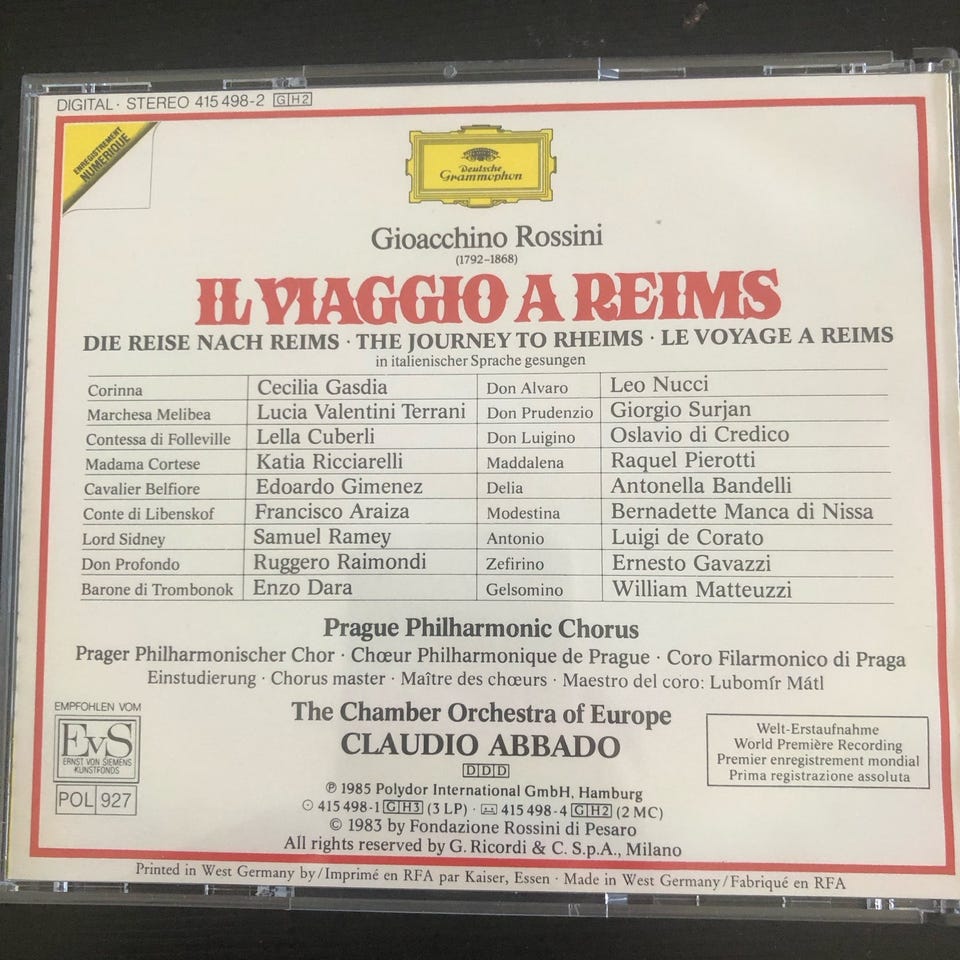 DIGITAL · STEREO 415 498-2 GH2
ENREGISTREMENT
NUMERIQUE
Deutsche
Grammophon
Gioacchino Rossini
(1792–1868)
IL VIAGGIO A REIMS
DIE REISE NACH REIMS · THE JOURNEY TO RHEIMS · LE VOYAGE A REIMS
in italienischer Sprache gesungen
Corinna Cecilia Gasdia Don Alvaro Leo Nucci
Marchesa Melibea Lucia Valentini Terrani Don Prudenzio Giorgio Surjan
Contessa di Folleville Lella Cuberli Don Luigino Oslavio di Credico
Madama Cortese Katia Ricciarelli Maddalena Raquel Pierotti
Cavalier Belfiore Edoardo Gimenez Delia Antonella Bandelli
Conte di Libenskof Francisco Araiza Modestina Bernadette Manca di Nissa
Lord Sidney Samuel Ramey Antonio Luigi de Corato
Don Profondo Ruggero Raimondi Zefirino Ernesto Gavazzi
Barone di Trombonok Enzo Dara Gelsomino William Matteuzzi
Prague Philharmonic Chorus
Prager Philharmonischer Chor · Chœur Philharmonique de Prague · Coro Filarmonico di Praga
Einstudierung · Chorus master · Maître des chœurs · Maestro del coro: Lubomír Mátl
The Chamber Orchestra of Europe
CLAUDIO ABBADO
DDD
EMPFOHLEN VOM
EvS
ERNST VON SIEMENS
KUNSTFONDS
POL 927
Welt-Erstaufnahme
World Première Recording
Premier enregistrement mondial
Prima registrazione assoluta
℗ 1985 Polydor International GmbH, Hamburg
415 498-1 GH3 (3 LP) · 415 498-4 GH2 (2 MC)
© 1983 by Fondazione Rossini di Pesaro
All rights reserved by G. Ricordi & C. S.p.A., Milano
Printed in West Germany by/Imprimé en RFA par Kaiser, Essen · Made in West Germany/Fabriqué en RFA